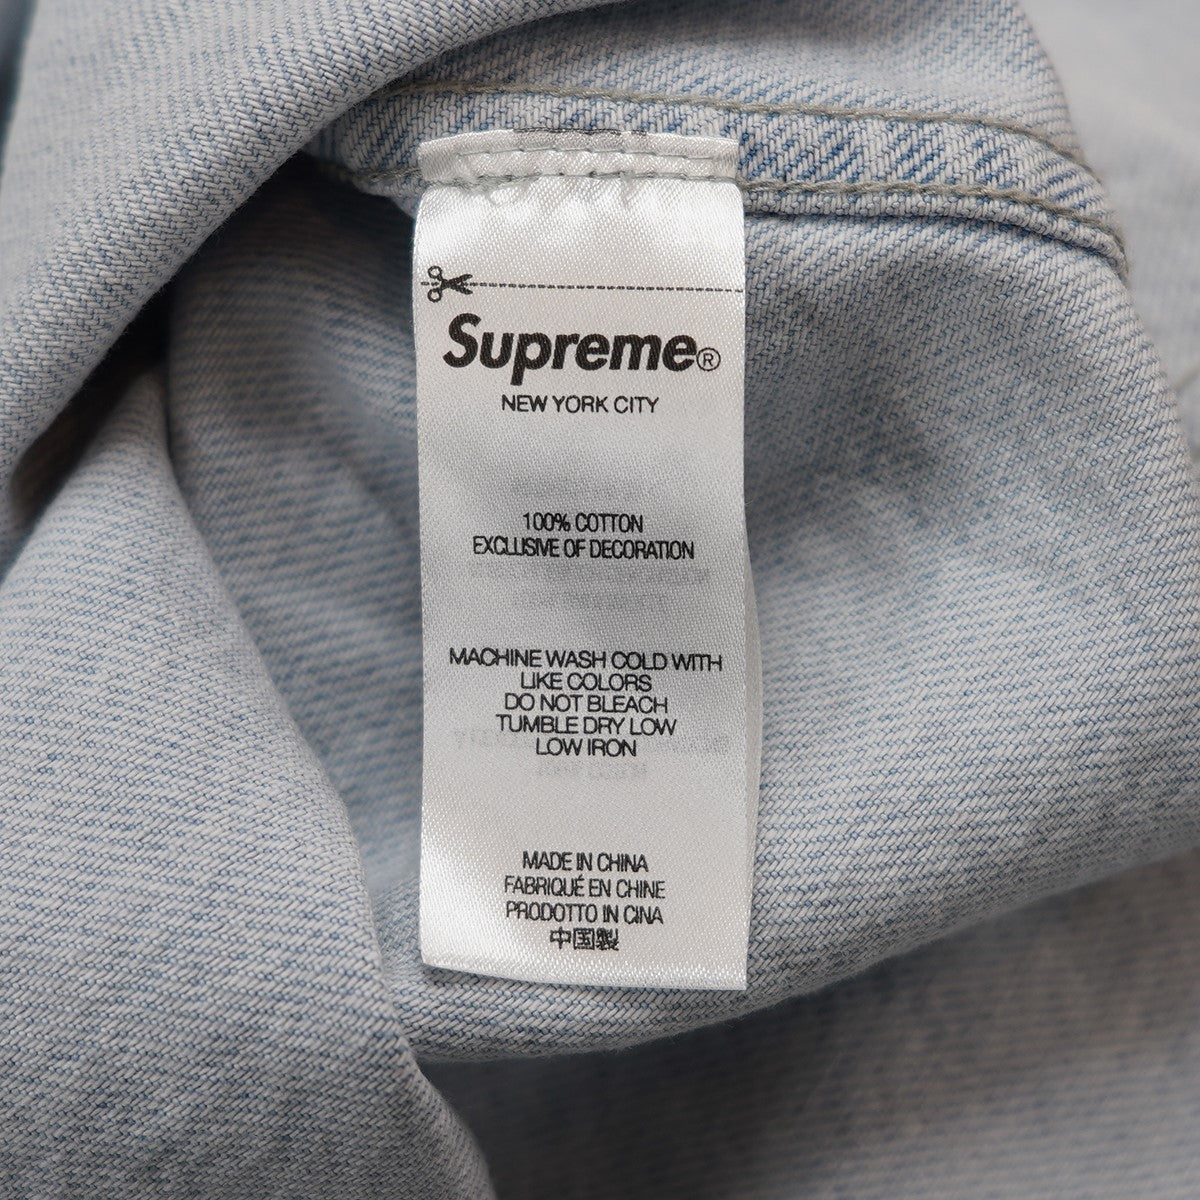 Supreme®
NEW YORK CITY
100% COTTON
EXCLUSIVE OF DECORATION
MACHINE WASH COLD WITH
LIKE COLORS
DO NOT BLEACH
TUMBLE DRY LOW
LOW IRON
MADE IN CHINA
FABRIQUÉ EN CHINE
PRODOTTO IN CINA
中国製